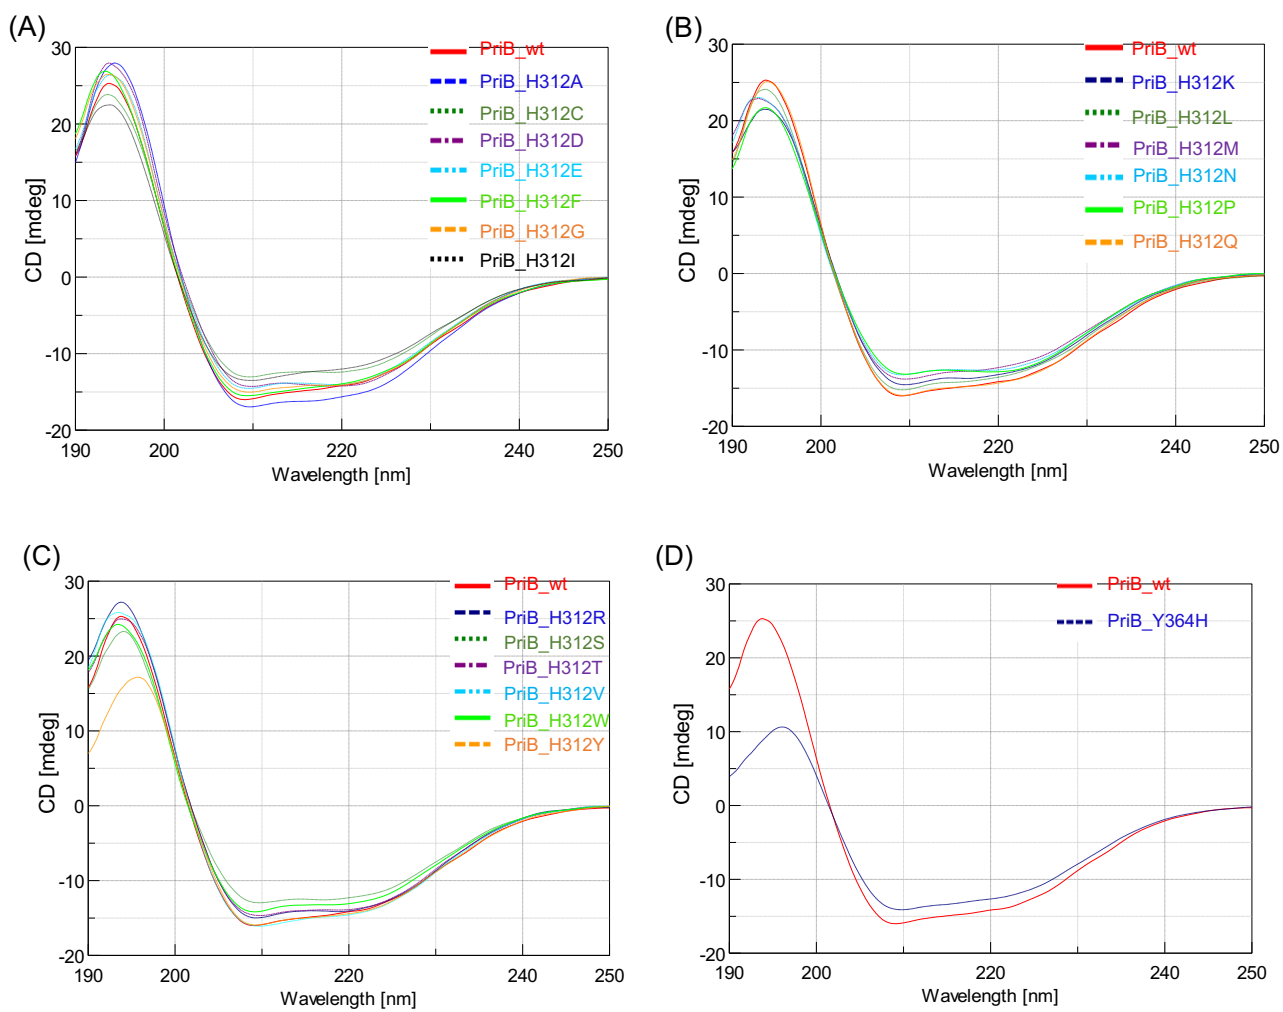 (A)
30
20
10
0
-10
-20
190
200
220
240
250
CD [mdeg]
Wavelength [nm]
PriB_wt
PriB_H312A
PriB_H312C
PriB_H312D
PriB_H312E
PriB_H312F
PriB_H312G
PriB_H312I
(B)
30
20
10
0
-10
-20
190
200
220
240
250
CD [mdeg]
Wavelength [nm]
PriB_wt
PriB_H312K
PriB_H312L
PriB_H312M
PriB_H312N
PriB_H312P
PriB_H312Q
(C)
30
20
10
0
-10
-20
190
200
220
240
250
CD [mdeg]
Wavelength [nm]
PriB_wt
PriB_H312R
PriB_H312S
PriB_H312T
PriB_H312V
PriB_H312W
PriB_H312Y
(D)
30
20
10
0
-10
-20
190
200
220
240
250
CD [mdeg]
Wavelength [nm]
PriB_wt
PriB_Y364H